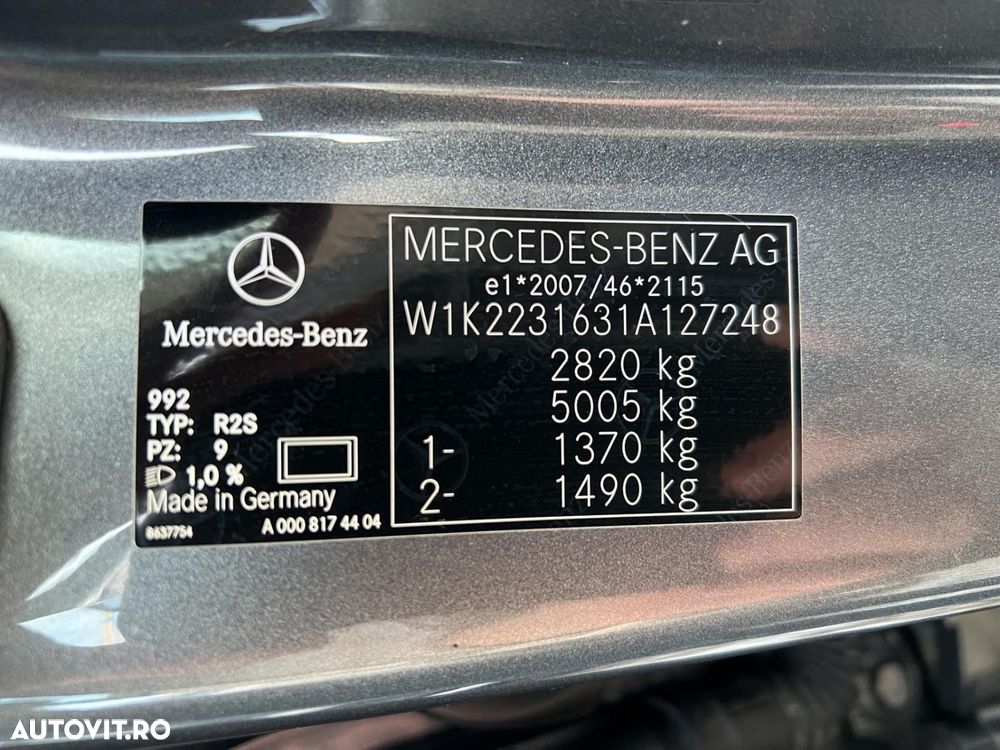 Mercedes-Benz
992
TYP: R2S
PZ: 9
1,0 %
Made in Germany
8637754
A 000 817 44 04
MERCEDES-BENZ AG
e1*2007/46*2115
W1K2231631A127248
2820 kg
5005 kg
1- 1370 kg
2- 1490 kg
AUTOVIT.RO